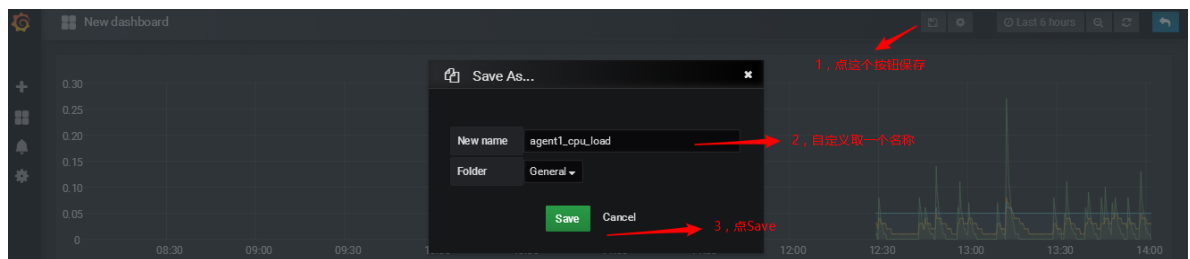 New dashboard
Last 6 hours
1，点这个按钮保存
Save As...
New name agent1_cpu_load
2，自定义取一个名称
Folder General
Save Cancel
3，点Save
0.30
0.25
0.20
0.15
0.10
0.05
0
08:30 09:00 09:30 12:00 12:30 13:00 13:30 14:00